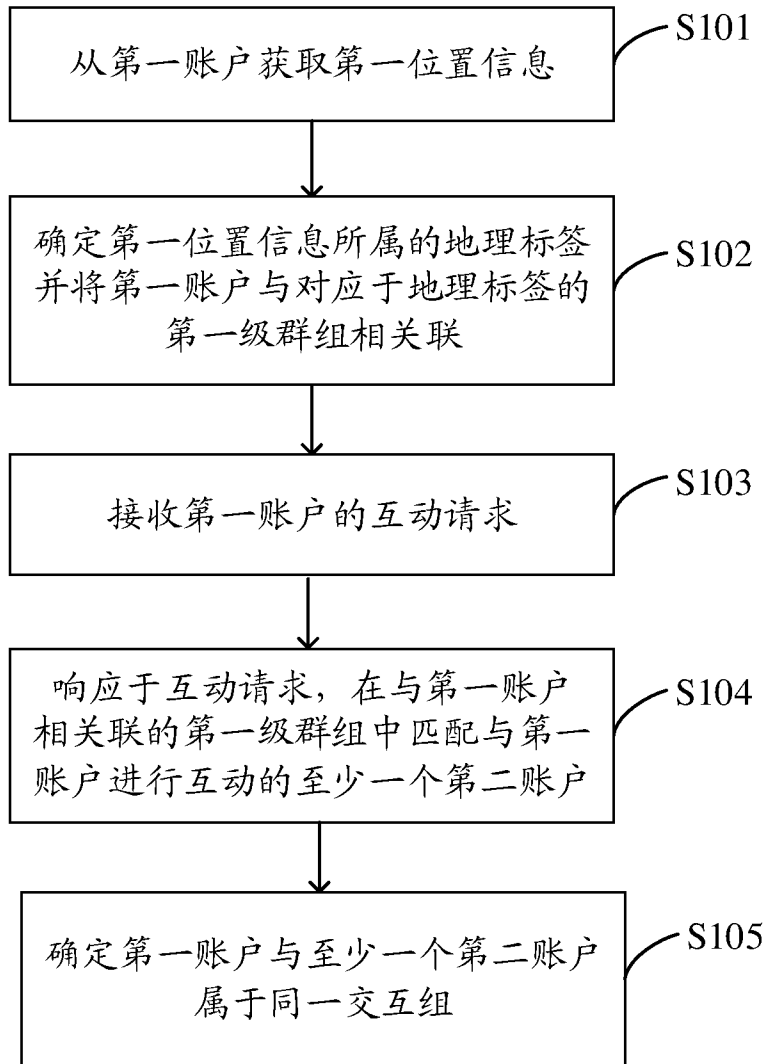 从第一账户获取第一位置信息
S101
确定第一位置信息所属的地理标签
并将第一账户与对应于地理标签的
第一级群组相关联
S102
接收第一账户的互动请求
S103
响应于互动请求，在与第一账户
相关联的第一级群组中匹配与第一
账户进行互动的至少一个第二账户
S104
确定第一账户与至少一个第二账户
属于同一交互组
S105